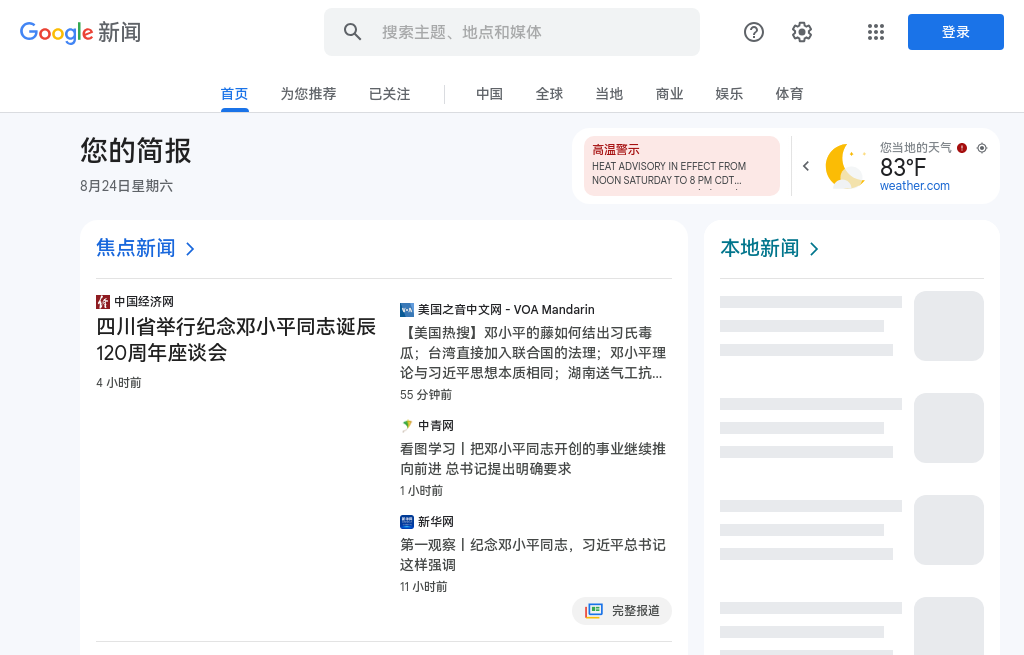 Google 新闻
搜索主题、地点和媒体
登录
首页
为您推荐
已关注
中国
全球
当地
商业
娱乐
体育
您的简报
8月24日星期六
高温警示
HEAT ADVISORY IN EFFECT FROM
NOON SATURDAY TO 8 PM CDT...
您当地的天气
83°F
weather.com
焦点新闻
中国经济网
四川省举行纪念邓小平同志诞辰
120周年座谈会
4 小时前
美国之音中文网 - VOA Mandarin
【美国热搜】邓小平的藤如何结出习氏毒
瓜；台湾直接加入联合国的法理；邓小平理
论与习近平思想本质相同；湖南送气工抗...
55 分钟前
中青网
看图学习丨把邓小平同志开创的事业继续推
向前进 总书记提出明确要求
1 小时前
新华网
第一观察丨纪念邓小平同志，习近平总书记
这样强调
11 小时前
完整报道
本地新闻